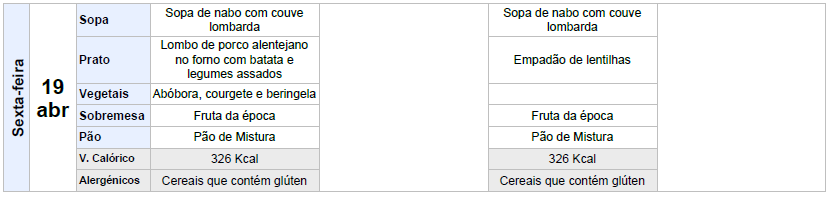 Sexta-feira
19
abr
Sopa
Sopa de nabo com couve
lombarda
Sopa de nabo com couve
lombarda
Prato
Lombo de porco alentejano
no forno com batata e
legumes assados
Empadão de lentilhas
Vegetais
Abóbora, courgete e beringela
Sobremesa
Fruta da época
Fruta da época
Pão
Pão de Mistura
Pão de Mistura
V. Calórico
326 Kcal
326 Kcal
Alergénicos
Cereais que contém glúten
Cereais que contém glúten